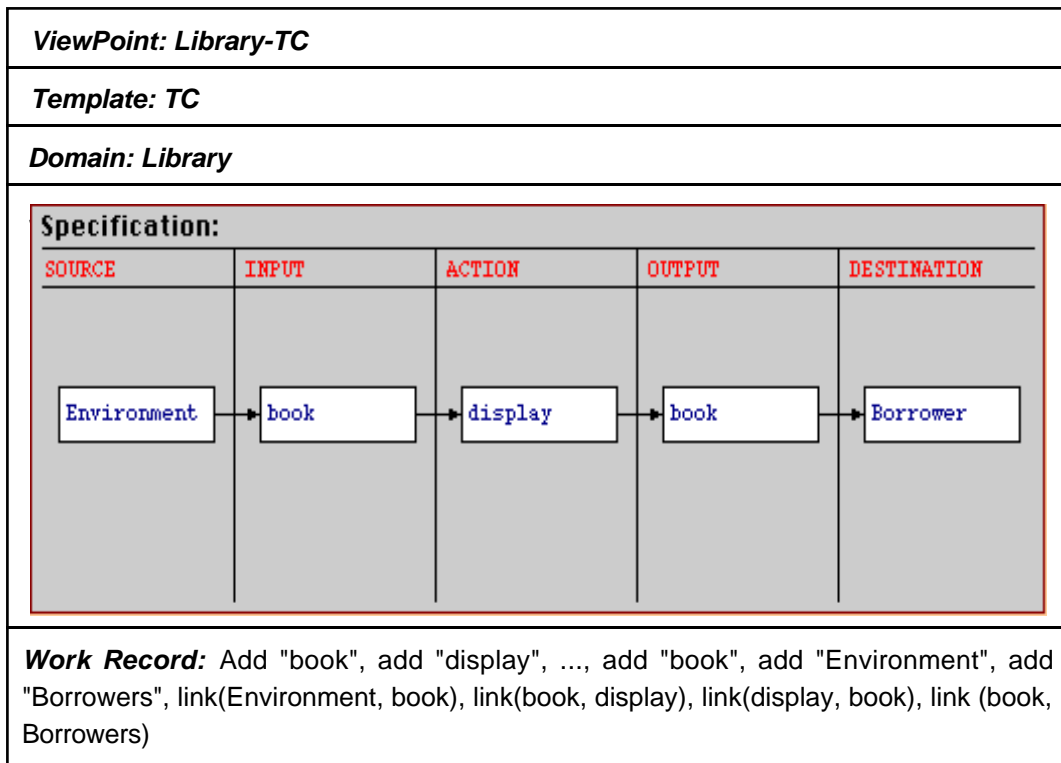 ViewPoint: Library-TC
Template: TC
Domain: Library
Specification:
SOURCE INPUT ACTION OUTPUT DESTINATION
Environment book display book Borrower
Work Record: Add "book", add "display", ..., add "book", add "Environment", add
"Borrowers", link(Environment, book), link(book, display), link(display, book), link (book,
Borrowers)